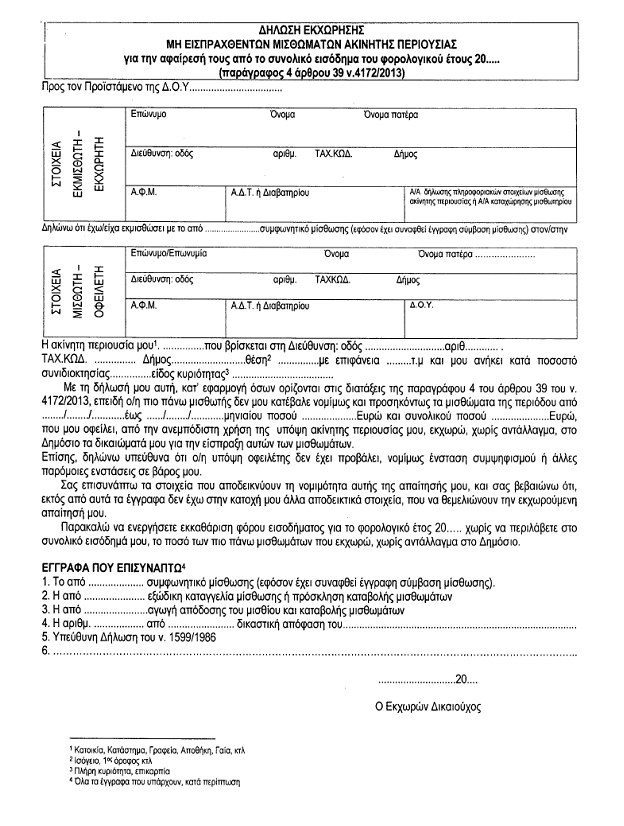 ΔΗΛΩΣΗ ΕΚΧΩΡΗΣΗΣ
ΜΗ ΕΙΣΠΡΑΧΘΕΝΤΩΝ ΜΙΣΘΩΜΑΤΩΝ ΑΚΙΝΗΤΗΣ ΠΕΡΙΟΥΣΙΑΣ
για την αφαίρεσή τους από το συνολικό εισόδημα του φορολογικού έτους 20.....
(παράγραφος 4 άρθρου 39 ν.4172/2013)
Προς τον Προϊστάμενο της Δ.Ο.Υ..................................
ΣΤΟΙΧΕΙΑ
ΕΚΜΙΣΘΩΤΗ –
ΕΚΧΩΡΗΤΗ
Επώνυμο Όνομα Όνομα πατέρα
Διεύθυνση: οδός αριθμ. ΤΑΧ.ΚΩΔ. Δήμος
Α.Φ.Μ. Α.Δ.Τ. ή Διαβατηρίου Α/Α δήλωσης πληροφοριακών στοιχείων μίσθωσης
ακίνητης περιουσίας ή Α/Α καταχώρησης μισθωτηρίου
Δηλώνω ότι έχω/είχα εκμισθώσει με το από .....................συμφωνητικό μίσθωσης (εφόσον έχει συναφθεί έγγραφη σύμβαση μίσθωσης) στον/στην
ΣΤΟΙΧΕΙΑ
ΜΙΣΘΩΤΗ –
ΟΦΕΙΛΕΤΗ
Επώνυμο/Επωνυμία Όνομα Όνομα πατέρα .....................
Διεύθυνση: οδός αριθμ. ΤΑΧΚΩΔ. Δήμος
Α.Φ.Μ. Α.Δ.Τ. ή Διαβατηρίου Δ.Ο.Υ.
Η ακίνητη περιουσία μου¹. ...............που βρίσκεται στη Διεύθυνση: οδός .............................αριθ........... .
ΤΑΧ.ΚΩΔ. .............. Δήμος..........................θέση² ...............με επιφάνεια .........τ.μ και μου ανήκει κατά ποσοστό
συνιδιοκτησίας...............είδος κυριότητας³ .....................................
Με τη δήλωσή μου αυτή, κατ' εφαρμογή όσων ορίζονται στις διατάξεις της παραγράφου 4 του άρθρου 39 του ν.
4172/2013, επειδή ο/η πιο πάνω μισθωτής δεν μου κατέβαλε νομίμως και προσηκόντως τα μισθώματα της περιόδου από
......./......../...........έως ....../......../.........μηνιαίου ποσού ....................Ευρώ και συνολικού ποσού ......................Ευρώ,
που μου οφείλει, από την ανεμπόδιστη χρήση της υπόψη ακίνητης περιουσίας μου, εκχωρώ, χωρίς αντάλλαγμα, στο
Δημόσιο τα δικαιώματά μου για την είσπραξη αυτών των μισθωμάτων.
Επίσης, δηλώνω υπεύθυνα ότι ο/η υπόψη οφειλέτης δεν έχει προβάλει, νομίμως ένσταση συμψηφισμού ή άλλες
παρόμοιες ενστάσεις σε βάρος μου.
Σας επισυνάπτω τα στοιχεία που αποδεικνύουν τη νομιμότητα αυτής της απαίτησής μου, και σας βεβαιώνω ότι,
εκτός από αυτά τα έγγραφα δεν έχω στην κατοχή μου άλλα αποδεικτικά στοιχεία, που να θεμελιώνουν την εκχωρούμενη
απαίτησή μου.
Παρακαλώ να ενεργήσετε εκκαθάριση φόρου εισοδήματος για το φορολογικό έτος 20..... χωρίς να περιλάβετε στο
συνολικό εισόδημά μου, το ποσό των πιο πάνω μισθωμάτων που εκχωρώ, χωρίς αντάλλαγμα στο Δημόσιο.
ΕΓΓΡΑΦΑ ΠΟΥ ΕΠΙΣΥΝΑΠΤΩ⁴
1. Το από .................... συμφωνητικό μίσθωσης (εφόσον έχει συναφθεί έγγραφη σύμβαση μίσθωσης).
2. Η από .................... εξώδικη καταγγελία μίσθωσης ή πρόσκληση καταβολής μισθωμάτων
3. Η από .......................αγωγή απόδοσης του μισθίου και καταβολής μισθωμάτων
4. Η αριθμ. .................. από .................. δικαστική απόφαση του..................................................................
5. Υπεύθυνη Δήλωση του ν. 1599/1986
6. .........................................................................................................................................
............................20....
Ο Εκχωρών Δικαιούχος
¹ Κατοικία, Κατάστημα, Γραφεία, Αποθήκη, Γαία, κτλ
² Ισόγειο, 1ος όροφος κτλ
³ Πλήρη κυριότητα, επικαρπία
⁴ Όλα τα έγγραφα που υπάρχουν, κατά περίπτωση